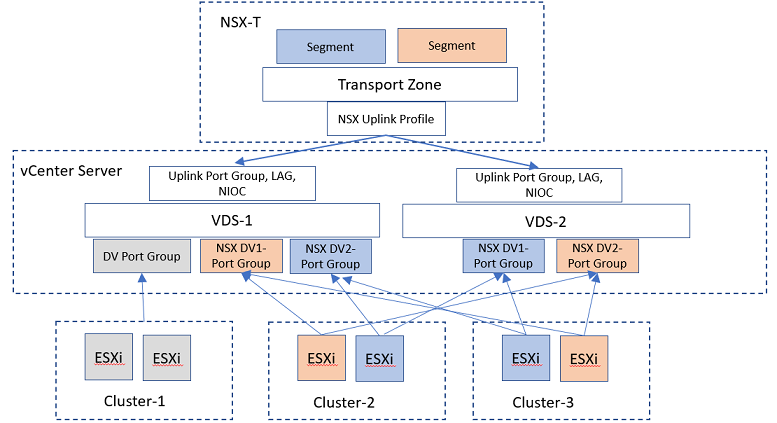 NSX-T
Segment
Segment
Transport Zone
NSX Uplink Profile
vCenter Server
Uplink Port Group, LAG,
NIOC
Uplink Port Group, LAG,
NIOC
VDS-1
VDS-2
DV Port Group
NSX DV1-
Port Group
NSX DV2-
Port Group
NSX DV1-
Port Group
NSX DV2-
Port Group
ESXi
ESXi
ESXi
ESXi
ESXi
ESXi
Cluster-1
Cluster-2
Cluster-3